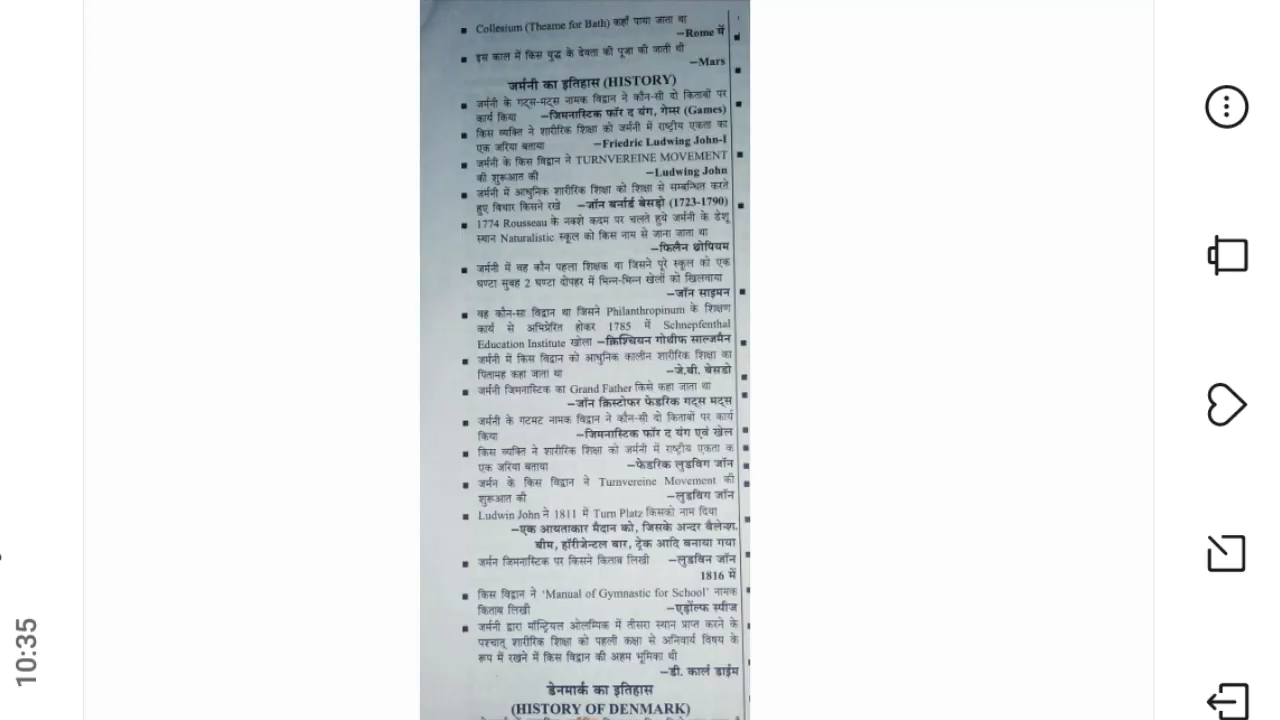 Collesium (Theame for Bath) कहाँ पाया जाता था
–Rome में
इस काल में किस युद्ध के देवता की पूजा की जाती थी
–Mars
जर्मनी का इतिहास (HISTORY)
जर्मनी के गट्स-मट्स नामक विद्वान ने कौन-सी दो किताबों पर
कार्य किया –जिमनास्टिक फॉर द यंग, गेम्स (Games)
किस व्यक्ति ने शारीरिक शिक्षा को जर्मनी में राष्ट्रीय एकता का
एक जरिया बताया –Friedric Ludwing John-I
जर्मनी के किस विद्वान ने TURNVEREINE MOVEMENT
की शुरूआत की –Ludwing John
जर्मनी में आधुनिक शारीरिक शिक्षा को शिक्षा से सम्बन्धित करते
हुए विचार किसने रखे –जॉन बर्नार्ड बेसड़ो (1723-1790)
1774 Rousseau के नक्शे कदम पर चलते हुये जर्मनी के डेशू
स्थान Naturalistic स्कूल को किस नाम से जाना जाता था
–फिलैन थ्रोपियम
जर्मनी में वह कौन पहला शिक्षक था जिसने पूरे स्कूल को एक
घण्टा सुबह 2 घण्टा दोपहर में भिन्न-भिन्न खेलों को खिलवाया
–जॉन साइमन
वह कौन-सा विद्वान था जिसने Philanthropinum के शिक्षण
कार्य से अभिप्रेरित होकर 1785 में Schnepfenthal
Education Institute खोला –क्रिश्चियन गोथीफ साल्जमैन
जर्मनी में किस विद्वान को आधुनिक कालीन शारीरिक शिक्षा का
पितामह कहा जाता था –जे.बी. बेसडो
जर्मनी जिमनास्टिक का Grand Father किसे कहा जाता था
–जॉन क्रिस्टोफर फेडरिक गट्स मट्स
जर्मनी के गटमट नामक विद्वान ने कौन-सी दो किताबों पर कार्य
किया –जिमनास्टिक फॉर द यंग एवं खेल
किस व्यक्ति ने शारीरिक शिक्षा को जर्मनी में राष्ट्रीय एकता क
एक जरिया बताया –फेडरिक लुडविग जॉन
जर्मन के किस विद्वान ने Turnvereine Movement की
शुरूआत की –लुडविग जॉन
Ludwin John ने 1811 में Turn Platz किसको नाम दिया
–एक आयताकार मैदान को, जिसके अन्दर बैलेन्स.
बीम, हॉरीजेन्टल बार, ट्रेक आदि बनाया गया
जर्मन जिमनास्टिक पर किसने किताब लिखी –लुडविन जॉन
1816 में
किस विद्वान ने ‘Manual of Gymnastic for School’ नामक
किताब लिखी –एडोल्फ स्पीज
जर्मनी द्वारा मॉन्ट्रियल ओलम्पिक में तीसरा स्थान प्राप्त करने के
पश्चात् शारीरिक शिक्षा को पहली कक्षा से अनिवार्य विषय के
रूप में रखने में किस विद्वान की अहम भूमिका थी
–डी. कार्ल डाईम
डेनमार्क का इतिहास
(HISTORY OF DENMARK)
10:35